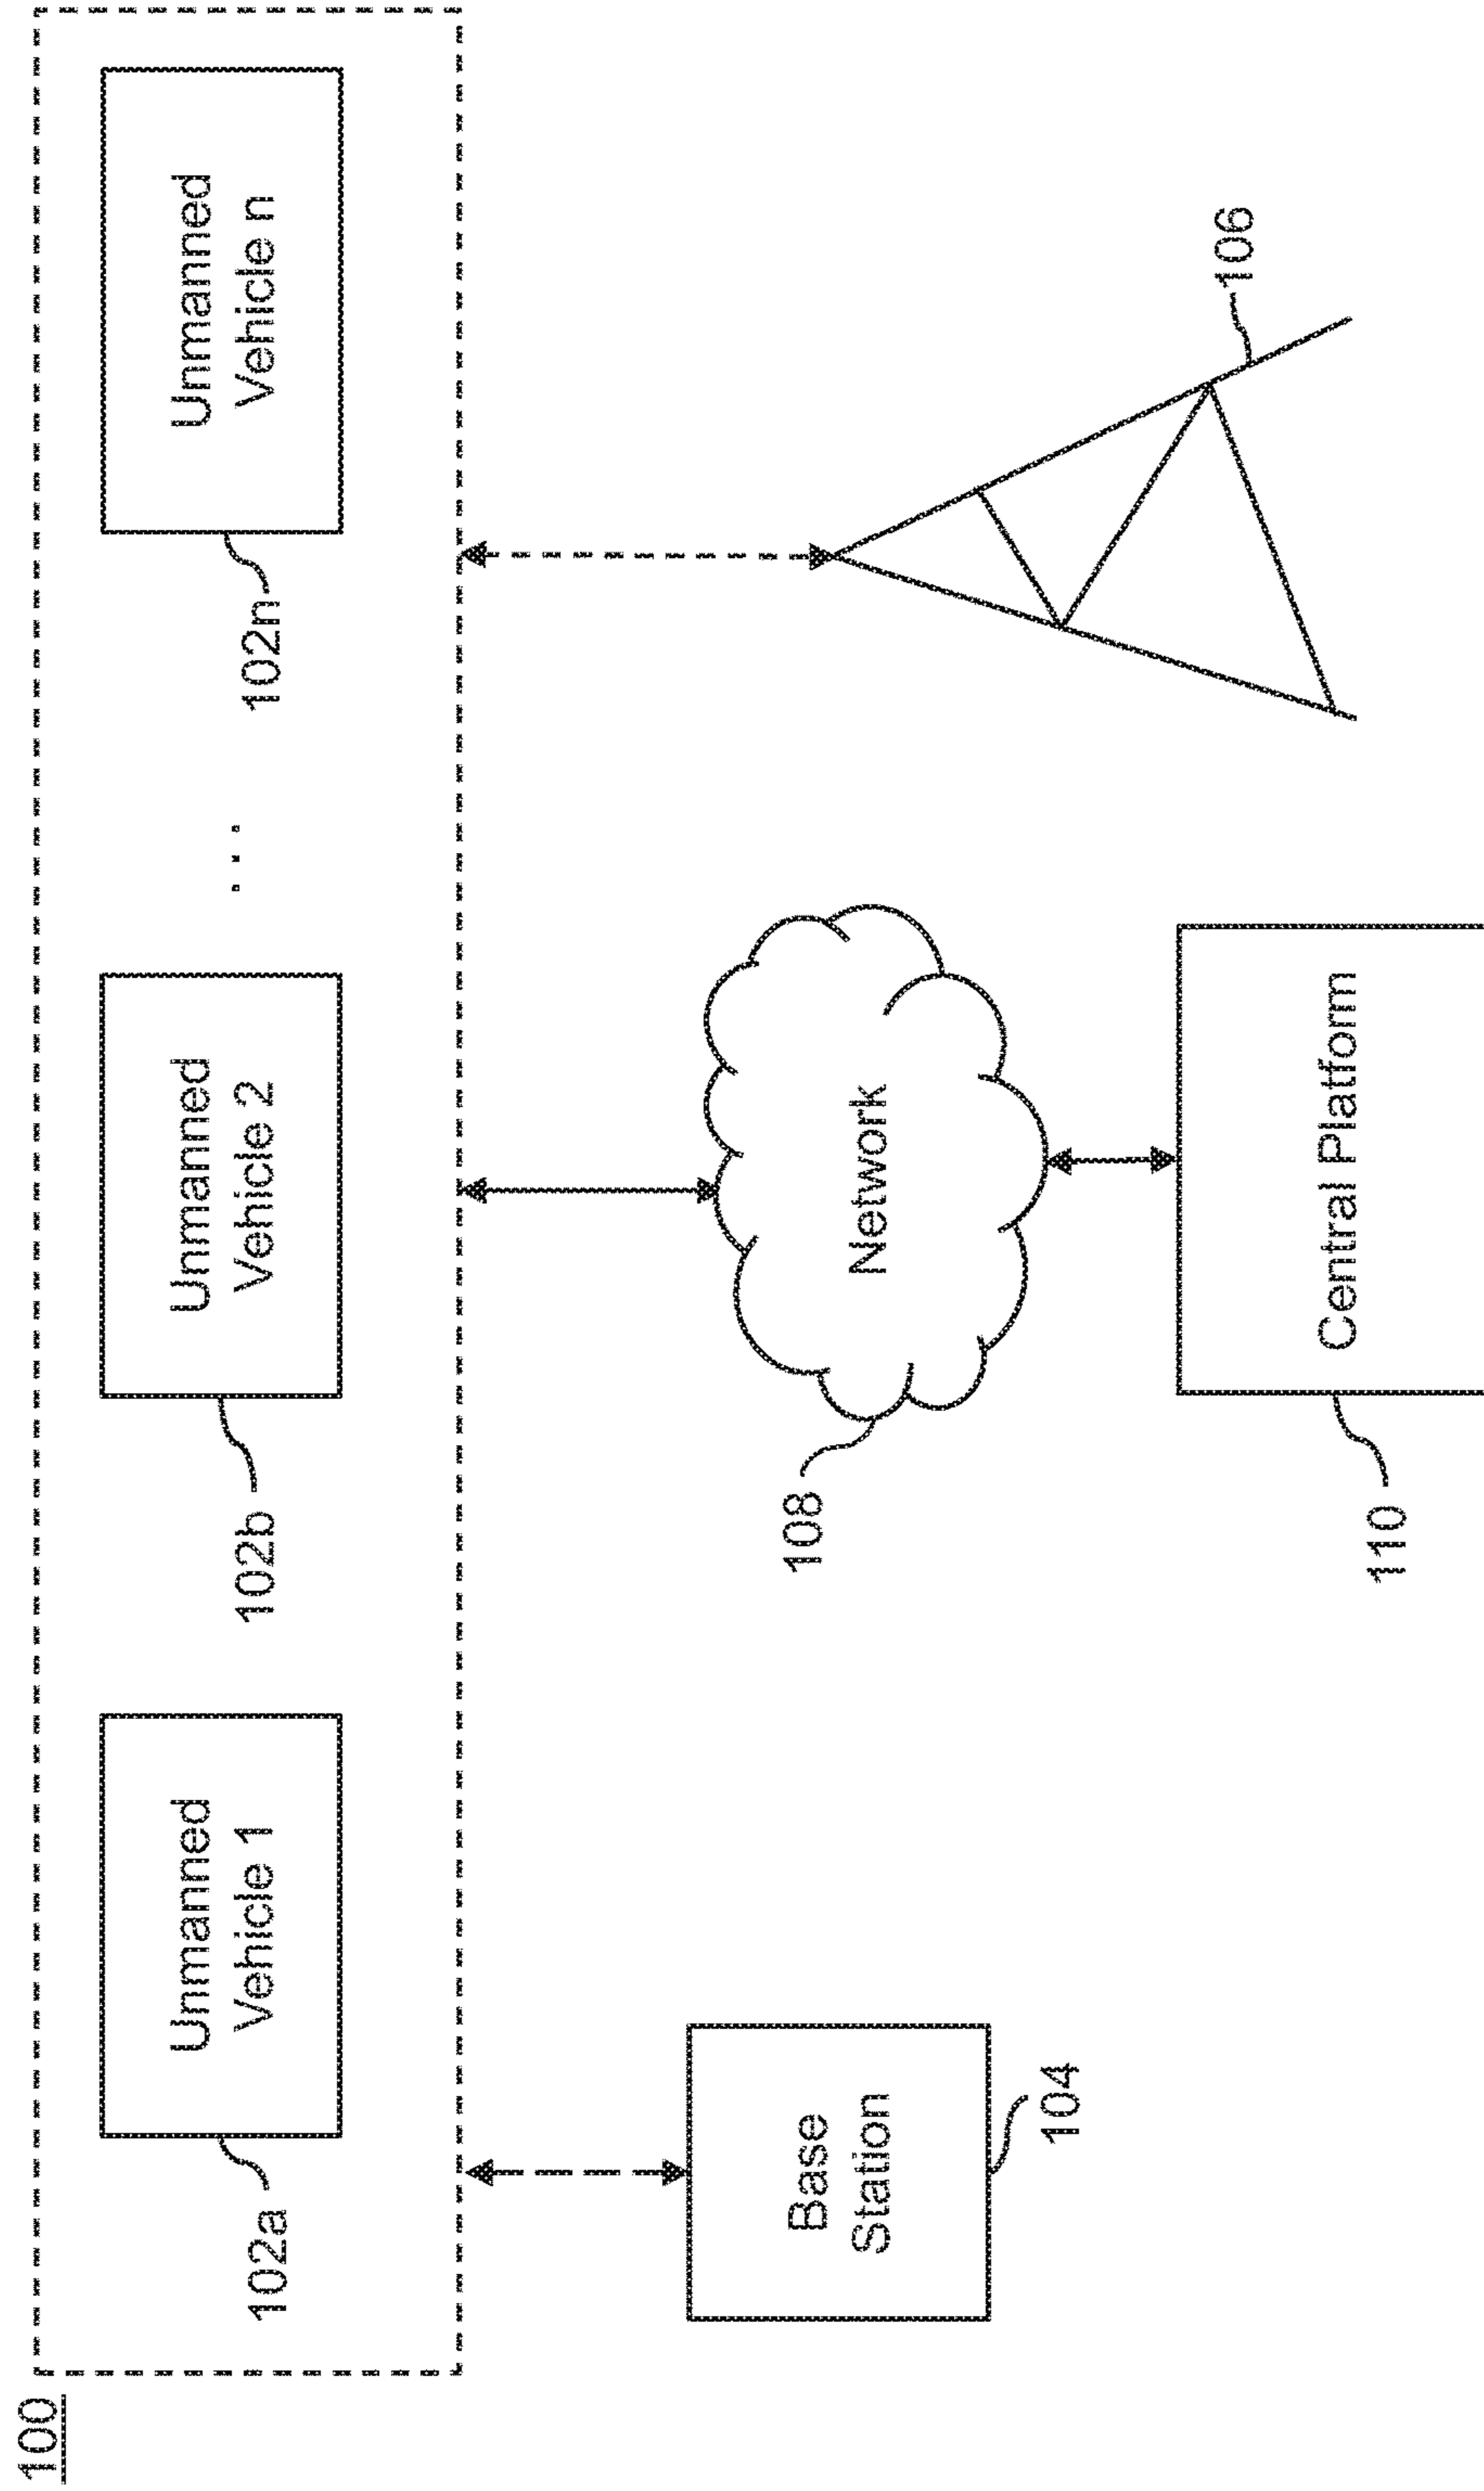 100
Unmanned
Vehicle 1
102a
Unmanned
Vehicle 2
102b
. . .
Unmanned
Vehicle n
102n
Base
Station
104
Network
108
106
Central Platform
110